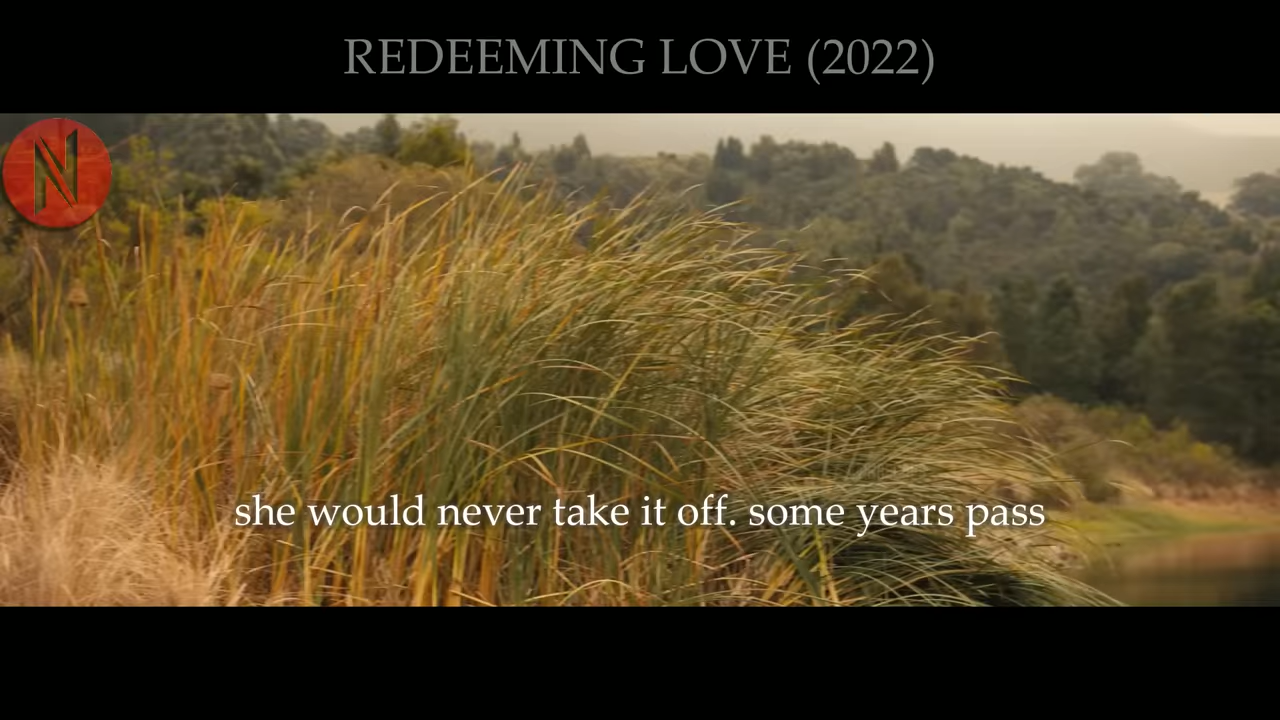 REDEEMING LOVE (2022)
N
she would never take it off. some years pass